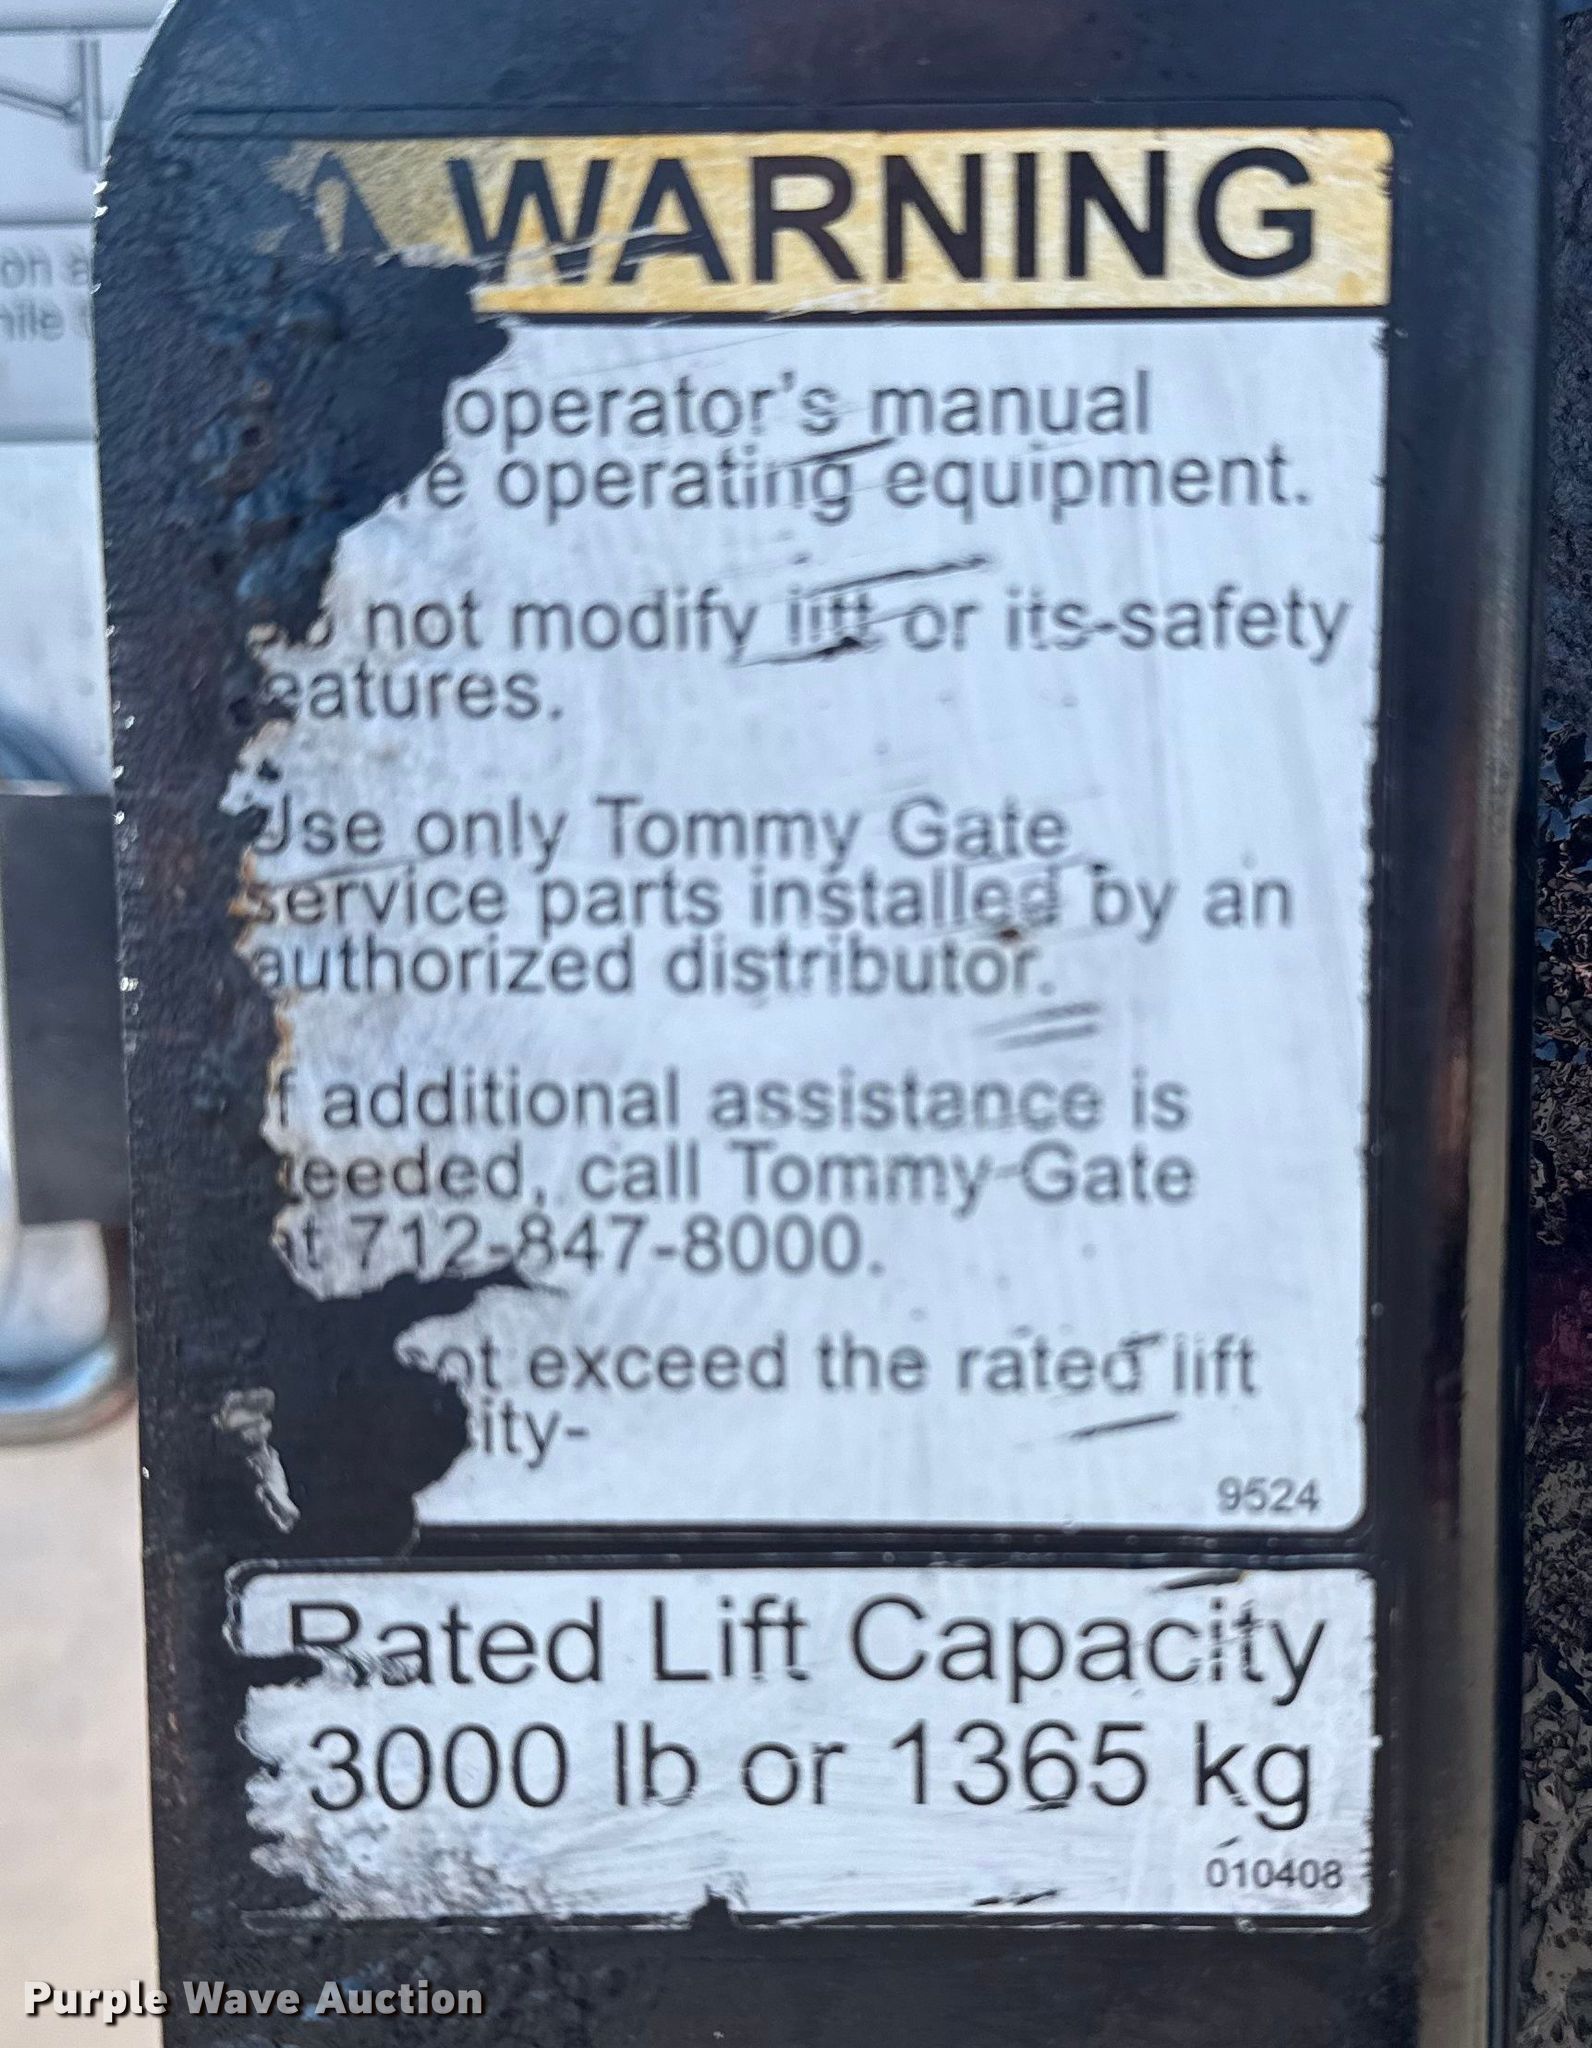 WARNING
operator's manual
operating equipment.
not modify lift or its safety
eatures.
Use only Tommy Gate
service parts installed by an
authorized distributor.
additional assistance is
needed, call Tommy Gate
at 712-847-8000.
exceed the rated lift
9524
Rated Lift Capacity
3000 lb or 1365 kg
010408
Purple Wave Auction